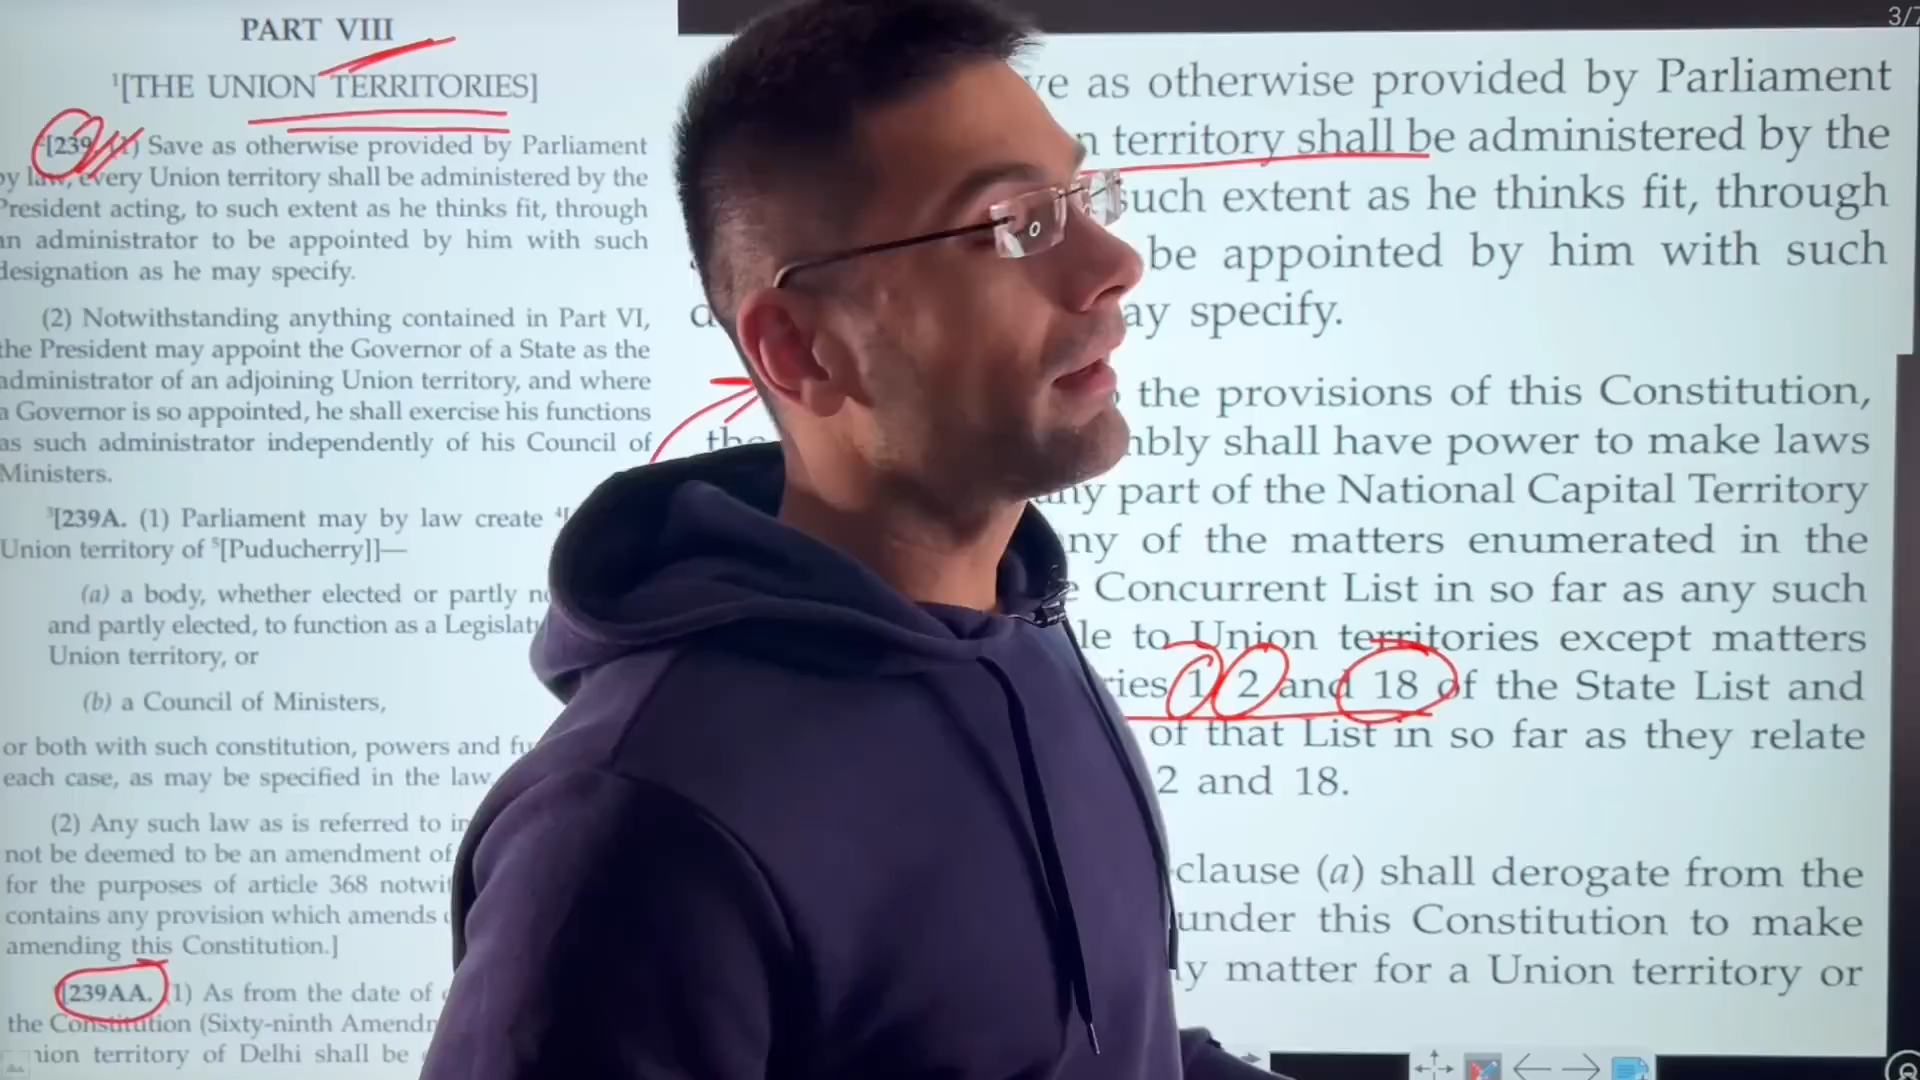 PART VIII
¹[THE UNION TERRITORIES]
[239. (1) Save as otherwise provided by Parliament
by law, every Union territory shall be administered by the
President acting, to such extent as he thinks fit, through
an administrator to be appointed by him with such
designation as he may specify.
(2) Notwithstanding anything contained in Part VI,
the President may appoint the Governor of a State as the
administrator of an adjoining Union territory, and where
a Governor is so appointed, he shall exercise his functions
as such administrator independently of his Council of
Ministers.
³[239A. (1) Parliament may by law create ⁴[
Union territory of ⁵[Puducherry]]—
(a) a body, whether elected or partly
and partly elected, to function as a
Union territory, or
(b) a Council of Ministers,
or both with such constitution, powers and
each case, as may be specified in the law.
(2) Any such law as is referred to in
not be deemed to be an amendment of
for the purposes of article 368
contains any provision which amends
amending this Constitution.]
[239AA. (1) As from the date of
the Constitution (Sixty-ninth
territory of Delhi shall be
3/7
as otherwise provided by Parliament
territory shall be administered by the
such extent as he thinks fit, through
be appointed by him with such
specify.
the provisions of this Constitution,
the shall have power to make laws
any part of the National Capital Territory
of the matters enumerated in the
Concurrent List in so far as any such
to Union territories except matters
1, 2 and 18 of the State List and
of that List in so far as they relate
2 and 18.
clause (a) shall derogate from the
under this Constitution to make
matter for a Union territory or